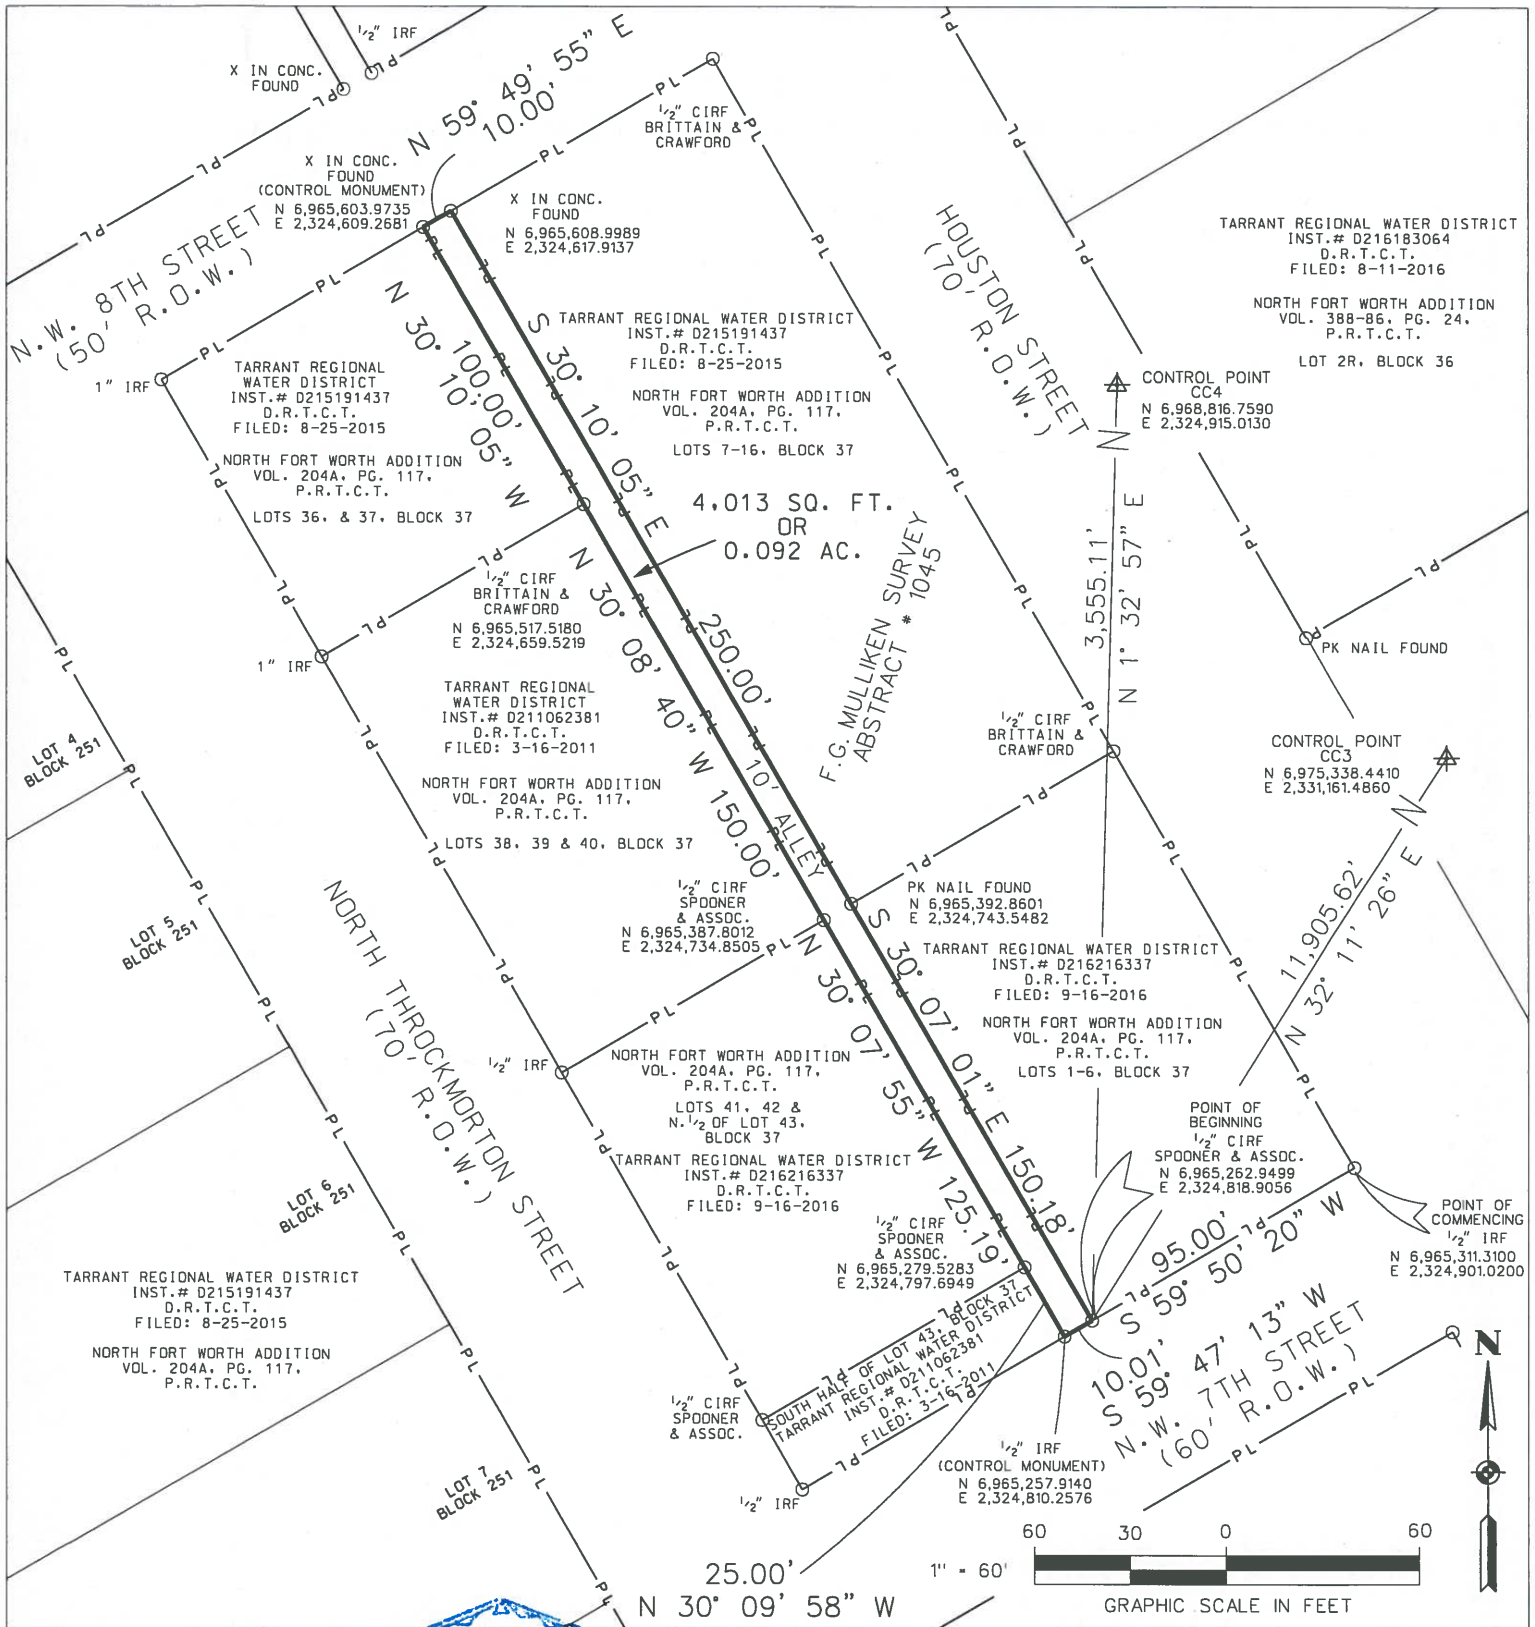 1/2" IRF
X IN CONC.
FOUND
N 59° 49' 55" E
10.00'
1/2" CIRF
BRITTAIN &
CRAWFORD
X IN CONC.
FOUND
(CONTROL MONUMENT)
N 6,965,603.9735
E 2,324,609.2681
X IN CONC.
FOUND
N 6,965,608.9989
E 2,324,617.9137
N.W. 8TH STREET
(50' R.O.W.)
HOUSTON STREET
(70' R.O.W.)
TARRANT REGIONAL WATER DISTRICT
INST.# D216183064
D.R.T.C.T.
FILED: 8-11-2016
NORTH FORT WORTH ADDITION
VOL. 388-86, PG. 24,
P.R.T.C.T.
LOT 2R, BLOCK 36
1" IRF
TARRANT REGIONAL
WATER DISTRICT
INST.# D215191437
D.R.T.C.T.
FILED: 8-25-2015
NORTH FORT WORTH ADDITION
VOL. 204A, PG. 117,
P.R.T.C.T.
LOTS 36, & 37, BLOCK 37
N 30° 10' 05" W
100.00'
S 30° 10' 05" E
250.00'
TARRANT REGIONAL WATER DISTRICT
INST.# D215191437
D.R.T.C.T.
FILED: 8-25-2015
NORTH FORT WORTH ADDITION
VOL. 204A, PG. 117,
P.R.T.C.T.
LOTS 7-16, BLOCK 37
CONTROL POINT
CC4
N 6,968,816.7590
E 2,324,915.0130
4,013 SQ. FT.
OR
0.092 AC.
F.G. MULLIKEN SURVEY
ABSTRACT # 1045
3,555.11'
N 1° 32' 57" E
N
1/2" CIRF
BRITTAIN &
CRAWFORD
N 6,965,517.5180
E 2,324,659.5219
1" IRF
N 30° 08' 40" W 150.00'
PK NAIL FOUND
TARRANT REGIONAL
WATER DISTRICT
INST.# D211062381
D.R.T.C.T.
FILED: 3-16-2011
NORTH FORT WORTH ADDITION
VOL. 204A, PG. 117,
P.R.T.C.T.
LOTS 38, 39 & 40, BLOCK 37
10' ALLEY
1/2" CIRF
BRITTAIN &
CRAWFORD
CONTROL POINT
CC3
N 6,975,338.4410
E 2,331,161.4860
LOT 4
BLOCK 251
LOT 5
BLOCK 251
NORTH THROCKMORTON STREET
(70' R.O.W.)
1/2" CIRF
SPOONER
& ASSOC.
N 6,965,387.8012
E 2,324,734.8505
PK NAIL FOUND
N 6,965,392.8601
E 2,324,743.5482
11,905.62'
N 32° 11' 26" E
N
TARRANT REGIONAL WATER DISTRICT
INST.# D216216337
D.R.T.C.T.
FILED: 9-16-2016
NORTH FORT WORTH ADDITION
VOL. 204A, PG. 117,
P.R.T.C.T.
LOTS 1-6, BLOCK 37
S 30° 07' 01" E 150.18'
N 30° 07' 55" W 125.19'
1/2" IRF
NORTH FORT WORTH ADDITION
VOL. 204A, PG. 117,
P.R.T.C.T.
LOTS 41, 42 &
N.1/2 OF LOT 43,
BLOCK 37
TARRANT REGIONAL WATER DISTRICT
INST.# D216216337
D.R.T.C.T.
FILED: 9-16-2016
POINT OF
BEGINNING
1/2" CIRF
SPOONER & ASSOC.
N 6,965,262.9499
E 2,324,818.9056
POINT OF
COMMENCING
1/2" IRF
N 6,965,311.3100
E 2,324,901.0200
LOT 6
BLOCK 251
1/2" CIRF
SPOONER
& ASSOC.
N 6,965,279.5283
E 2,324,797.6949
95.00'
S 59° 50' 20" W
TARRANT REGIONAL WATER DISTRICT
INST.# D215191437
D.R.T.C.T.
FILED: 8-25-2015
NORTH FORT WORTH ADDITION
VOL. 204A, PG. 117,
P.R.T.C.T.
SOUTH HALF OF LOT 43, BLOCK 37
TARRANT REGIONAL WATER DISTRICT
INST.# D211062381
D.R.T.C.T.
FILED: 3-16-2011
10.01'
S 59° 47' 13" W
N.W. 7TH STREET
(60' R.O.W.)
1/2" CIRF
SPOONER
& ASSOC.
1/2" IRF
(CONTROL MONUMENT)
N 6,965,257.9140
E 2,324,810.2576
N
LOT 7
BLOCK 251
1/2" IRF
25.00'
N 30° 09' 58" W
60 30 0 60
1" = 60'
GRAPHIC SCALE IN FEET